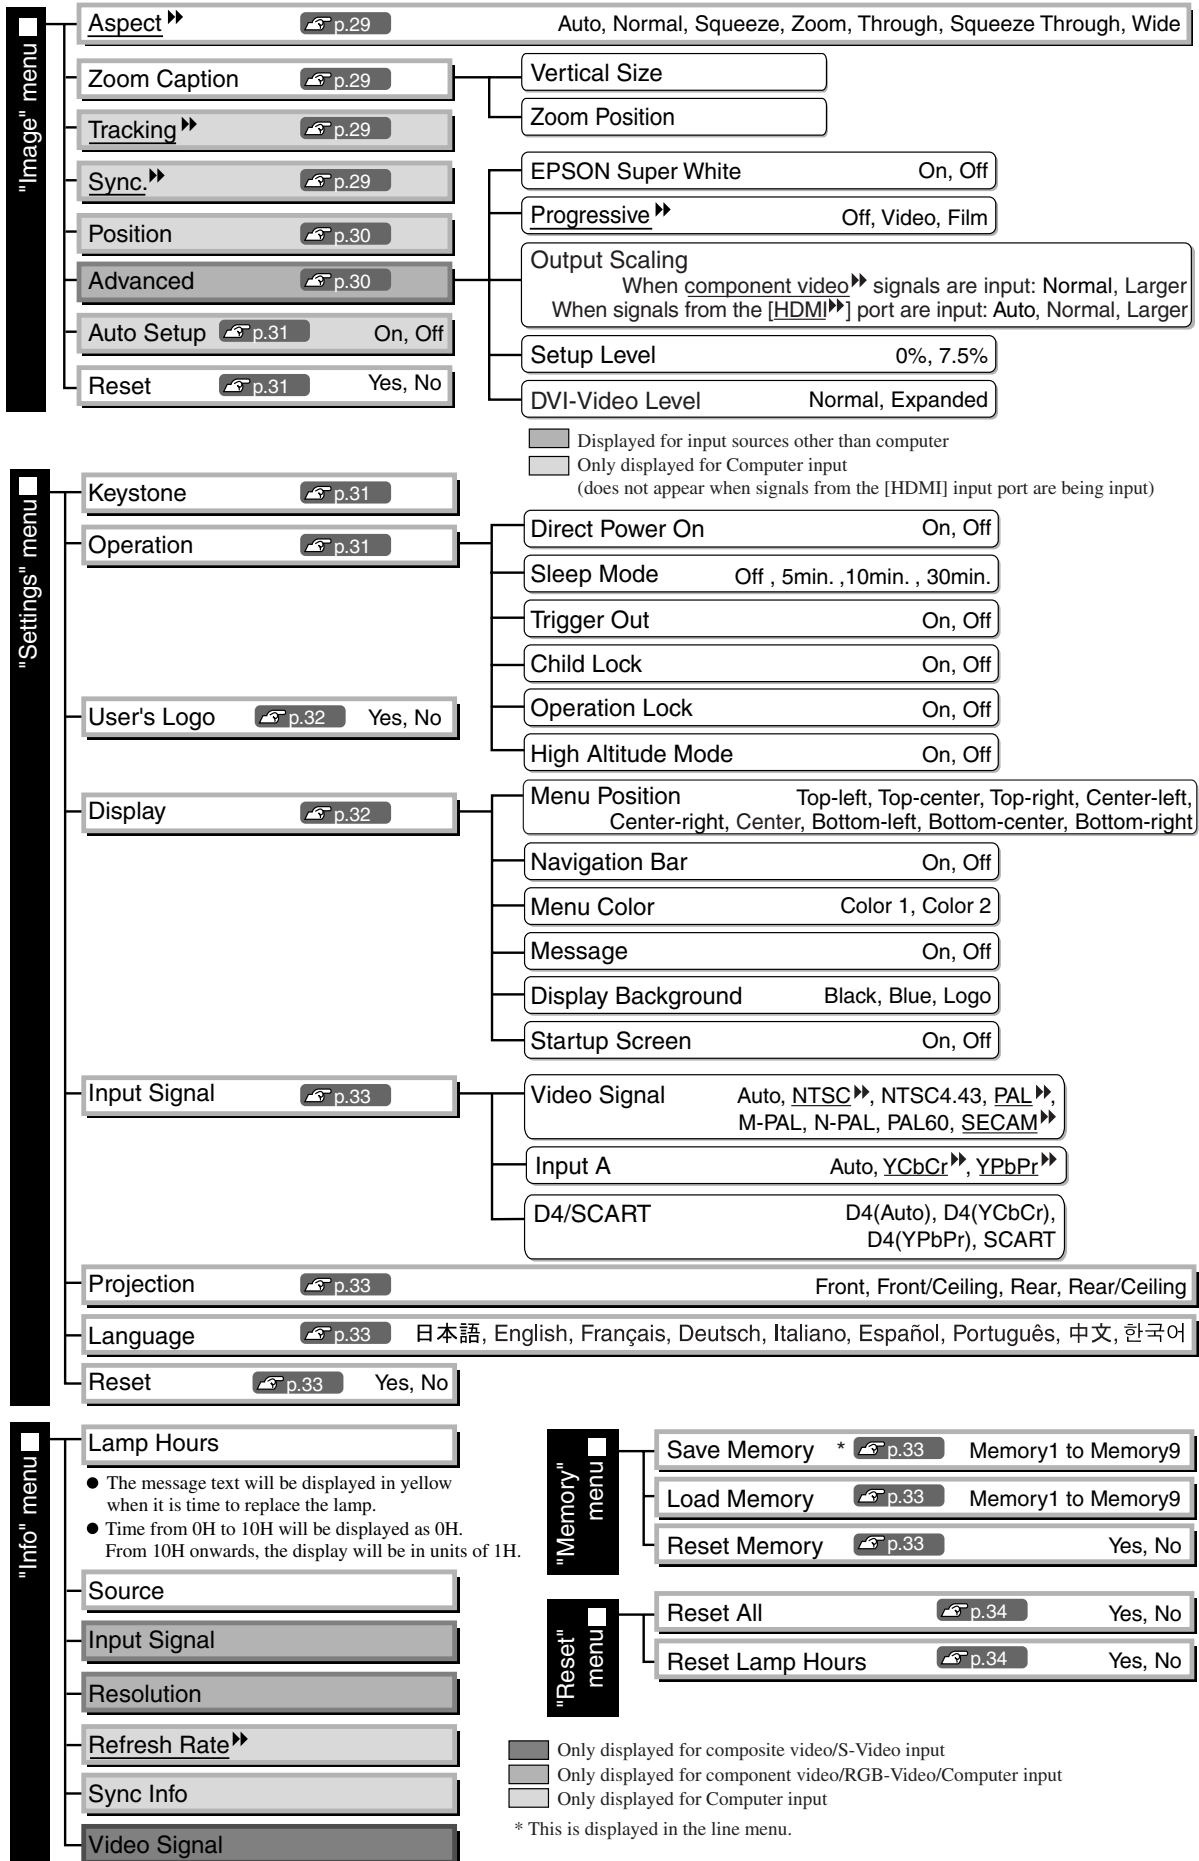 "Image" menu
Aspect p.29 Auto, Normal, Squeeze, Zoom, Through, Squeeze Through, Wide
Zoom Caption p.29
Vertical Size
Zoom Position
Tracking p.29
Sync. p.29
Position p.30
Advanced p.30
EPSON Super White On, Off
Progressive Off, Video, Film
Output Scaling
When component video signals are input: Normal, Larger
When signals from the [HDMI] port are input: Auto, Normal, Larger
Setup Level 0%, 7.5%
DVI-Video Level Normal, Expanded
Auto Setup p.31 On, Off
Reset p.31 Yes, No
Displayed for input sources other than computer
Only displayed for Computer input
(does not appear when signals from the [HDMI] input port are being input)
"Settings" menu
Keystone p.31
Operation p.31
Direct Power On On, Off
Sleep Mode Off , 5min. ,10min. , 30min.
Trigger Out On, Off
Child Lock On, Off
Operation Lock On, Off
High Altitude Mode On, Off
User's Logo p.32 Yes, No
Display p.32
Menu Position Top-left, Top-center, Top-right, Center-left,
Center-right, Center, Bottom-left, Bottom-center, Bottom-right
Navigation Bar On, Off
Menu Color Color 1, Color 2
Message On, Off
Display Background Black, Blue, Logo
Startup Screen On, Off
Input Signal p.33
Video Signal Auto, NTSC, NTSC4.43, PAL,
M-PAL, N-PAL, PAL60, SECAM
Input A Auto, YCbCr, YPbPr
D4/SCART D4(Auto), D4(YCbCr),
D4(YPbPr), SCART
Projection p.33 Front, Front/Ceiling, Rear, Rear/Ceiling
Language p.33 日本語, English, Français, Deutsch, Italiano, Español, Português, 中文, 한국어
Reset p.33 Yes, No
"Info" menu
Lamp Hours
● The message text will be displayed in yellow
when it is time to replace the lamp.
● Time from 0H to 10H will be displayed as 0H.
From 10H onwards, the display will be in units of 1H.
Source
Input Signal
Resolution
Refresh Rate
Sync Info
Video Signal
"Memory" menu
Save Memory * p.33 Memory1 to Memory9
Load Memory p.33 Memory1 to Memory9
Reset Memory p.33 Yes, No
"Reset" menu
Reset All p.34 Yes, No
Reset Lamp Hours p.34 Yes, No
Only displayed for composite video/S-Video input
Only displayed for component video/RGB-Video/Computer input
Only displayed for Computer input
* This is displayed in the line menu.